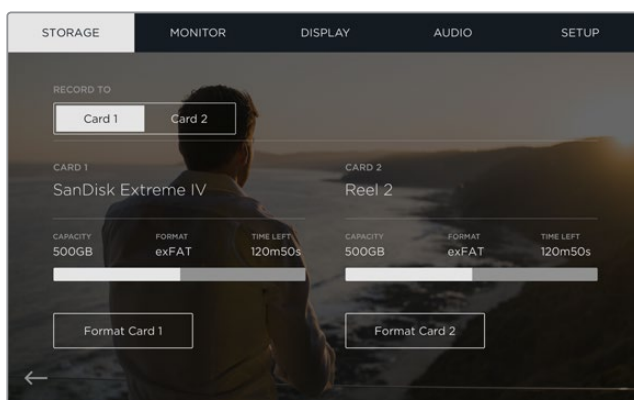 STORAGE MONITOR DISPLAY AUDIO SETUP
RECORD TO
Card 1 Card 2
CARD 1 CARD 2
SanDisk Extreme IV Reel 2
CAPACITY FORMAT TIME LEFT CAPACITY FORMAT TIME LEFT
500GB exFAT 120m50s 500GB exFAT 120m50s
Format Card 1 Format Card 2